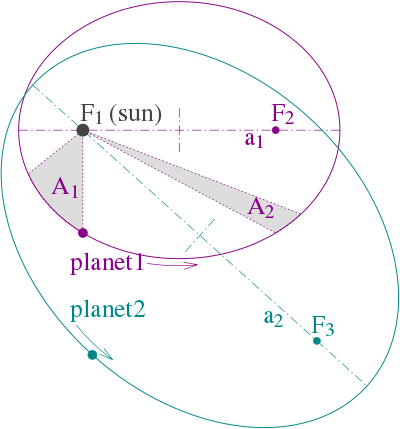 F₁ (sun)
F₂
a₁
A₁
A₂
planet1
planet2
a₂
F₃